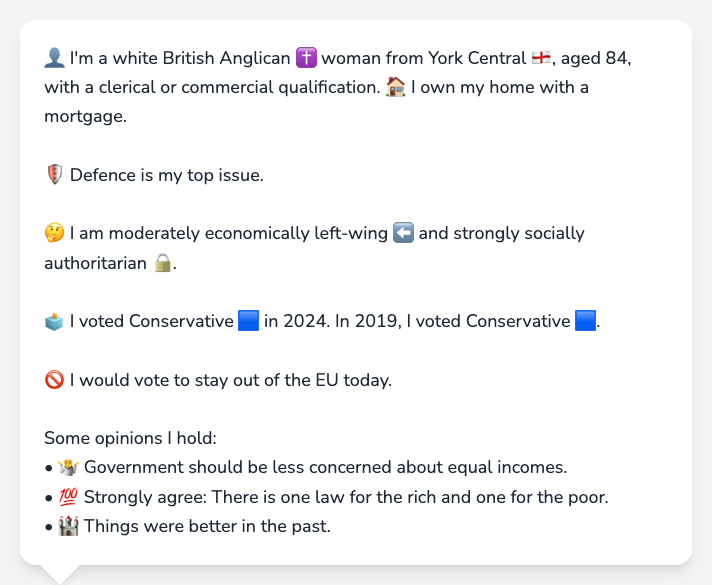 👤 I'm a white British Anglican ✝️ woman from York Central 🏴󠁧󠁢󠁥󠁮󠁧󠁿, aged 84,
with a clerical or commercial qualification. 🏠 I own my home with a
mortgage.
🛡️ Defence is my top issue.
🤔 I am moderately economically left-wing ⬅️ and strongly socially
authoritarian 🔒.
🗳️ I voted Conservative 🟦 in 2024. In 2019, I voted Conservative 🟦.
🚫 I would vote to stay out of the EU today.
Some opinions I hold:
• 🤷 Government should be less concerned about equal incomes.
• 💯 Strongly agree: There is one law for the rich and one for the poor.
• 🏰 Things were better in the past.